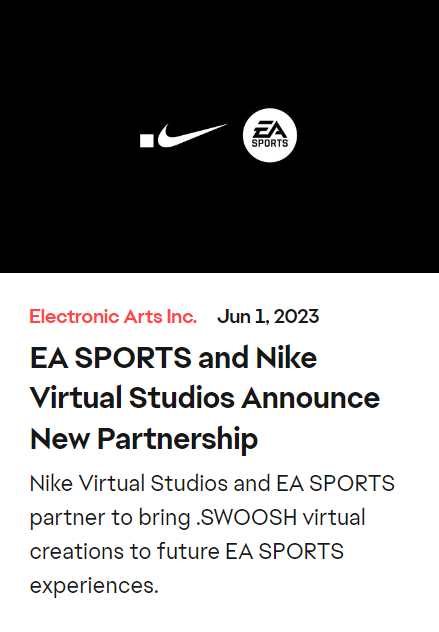 EA
SPORTS
Electronic Arts Inc. Jun 1, 2023
EA SPORTS and Nike
Virtual Studios Announce
New Partnership
Nike Virtual Studios and EA SPORTS
partner to bring .SWOOSH virtual
creations to future EA SPORTS
experiences.